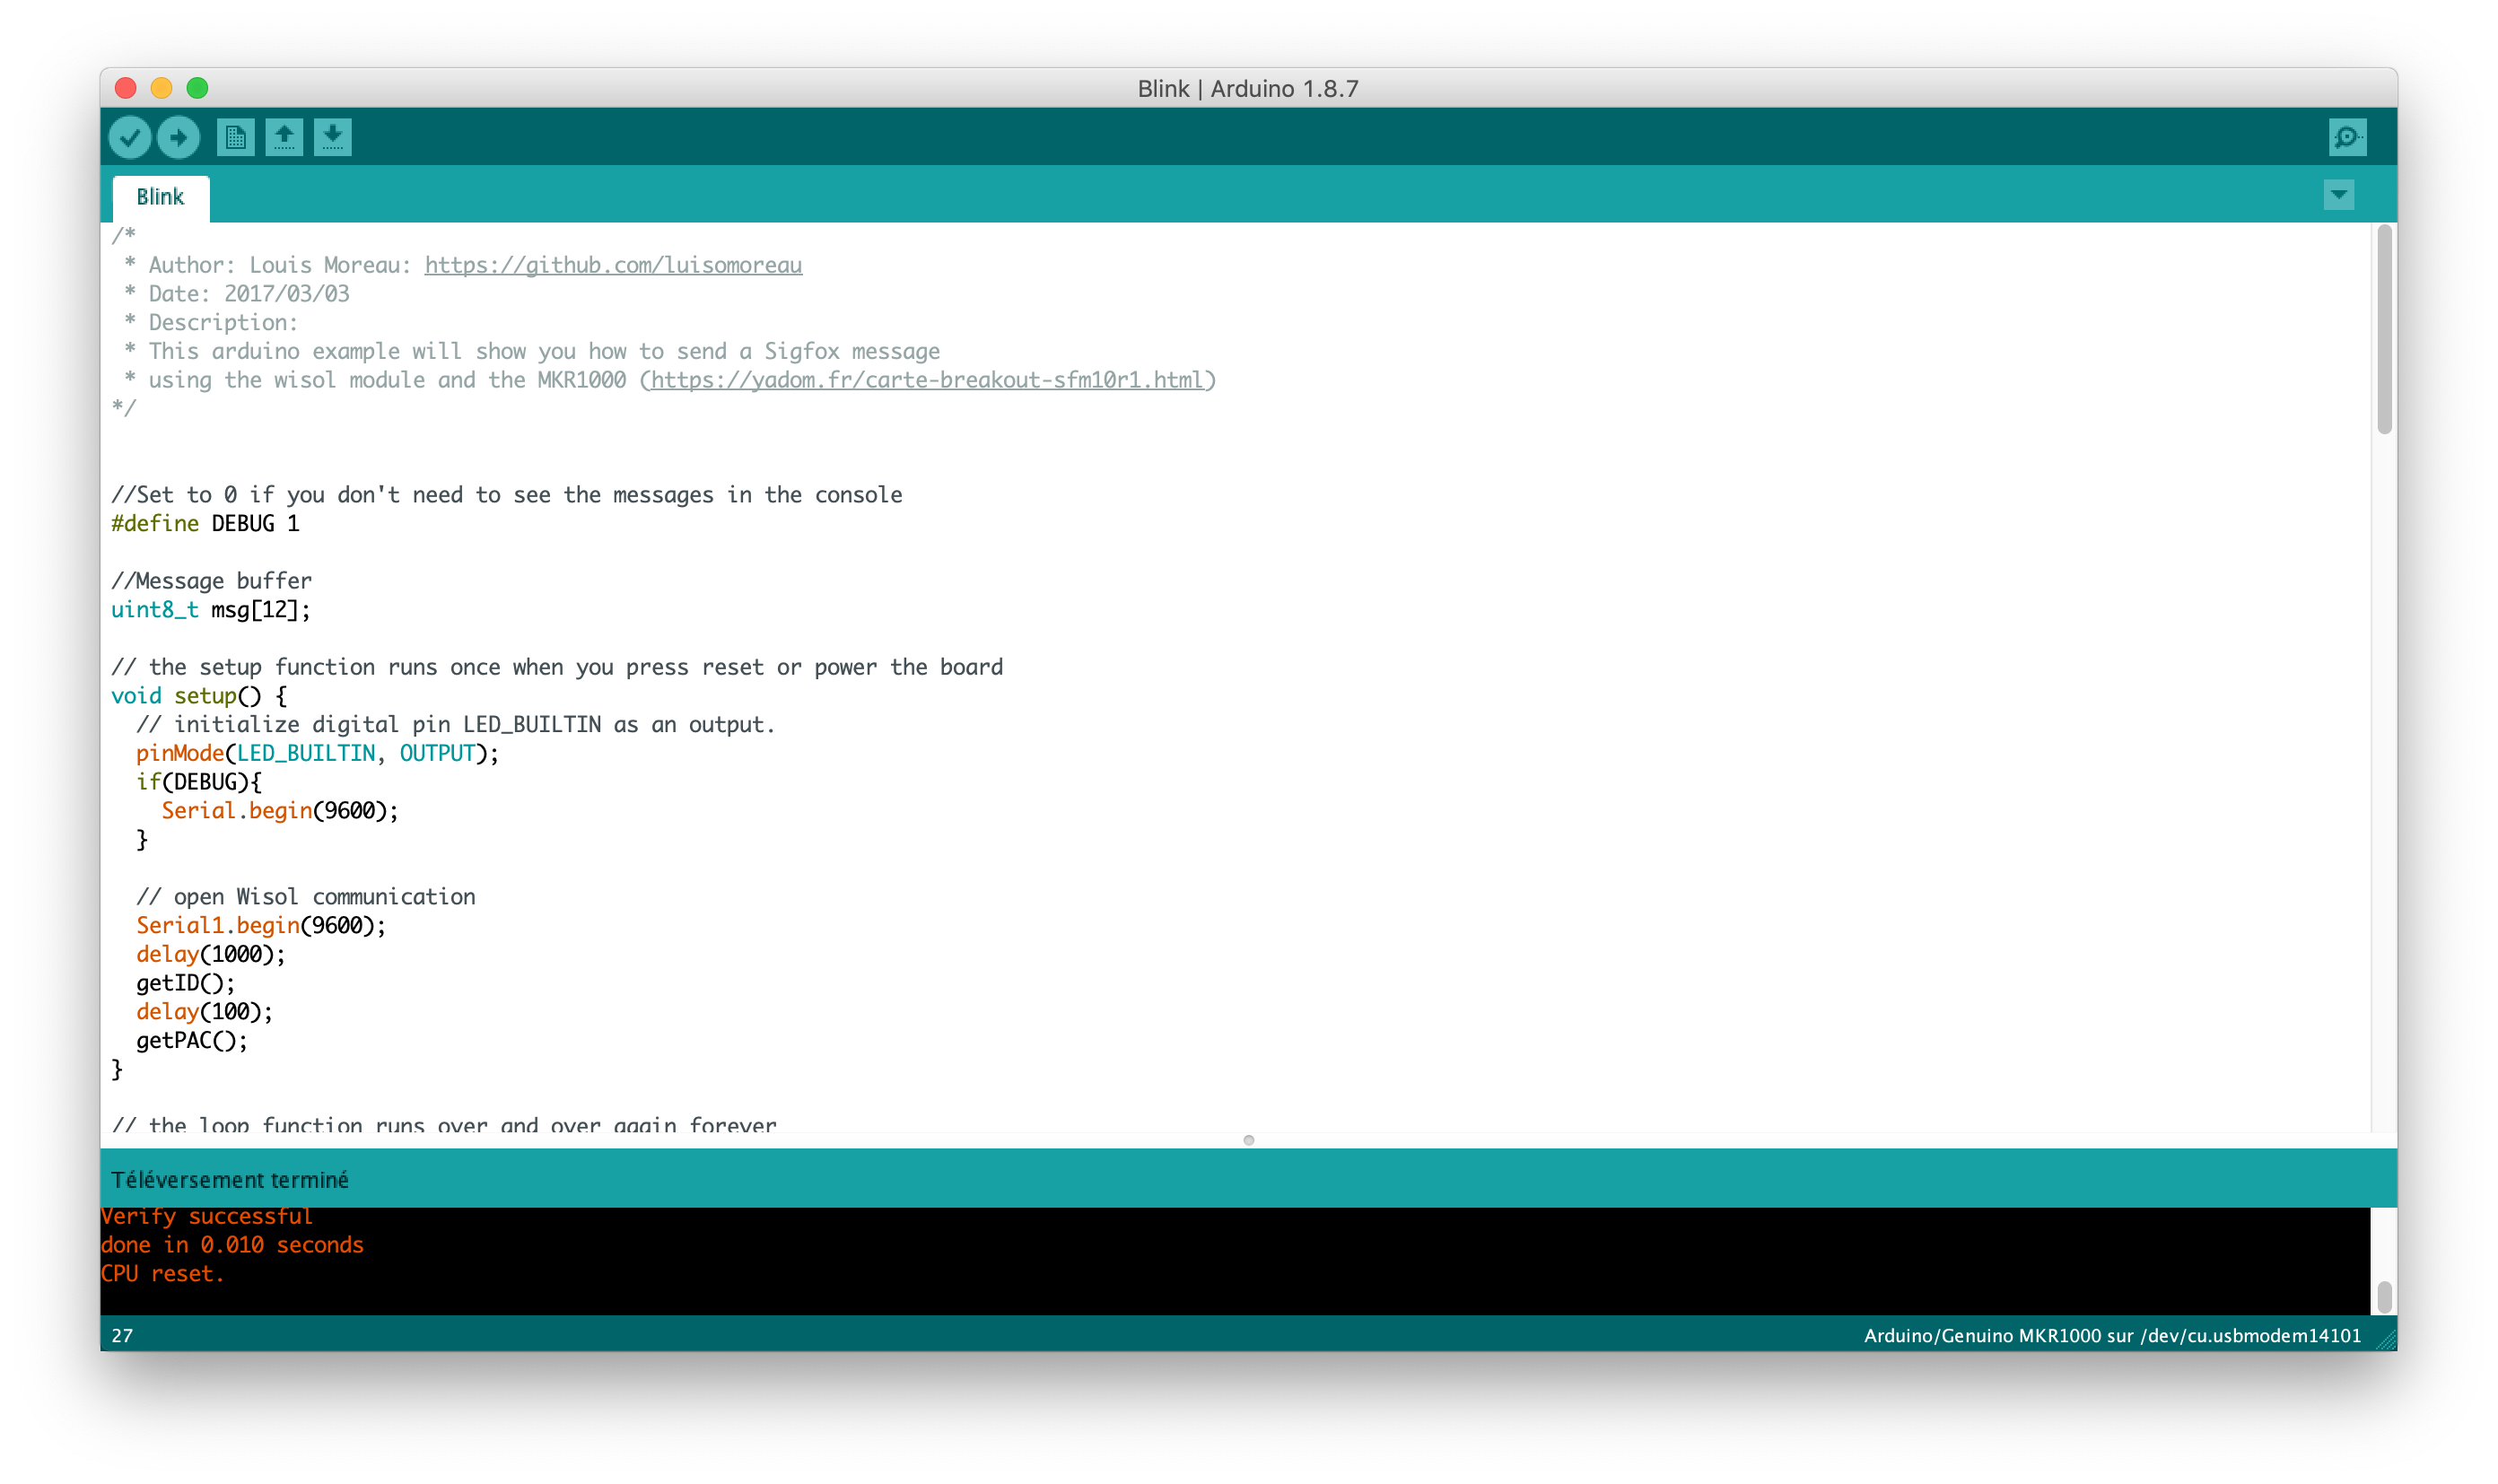 Blink | Arduino 1.8.7
Blink
/*
 * Author: Louis Moreau: https://github.com/luisomoreau
 * Date: 2017/03/03
 * Description:
 * This arduino example will show you how to send a Sigfox message
 * using the wisol module and the MKR1000 (https://yadom.fr/carte-breakout-sfm10r1.html)
*/
//Set to 0 if you don't need to see the messages in the console
#define DEBUG 1
//Message buffer
uint8_t msg[12];
// the setup function runs once when you press reset or power the board
void setup() {
  // initialize digital pin LED_BUILTIN as an output.
  pinMode(LED_BUILTIN, OUTPUT);
  if(DEBUG){
    Serial.begin(9600);
  }
  // open Wisol communication
  Serial1.begin(9600);
  delay(1000);
  getID();
  delay(100);
  getPAC();
}
// the loop function runs over and over again forever
Téléversement terminé
Verify successful
done in 0.010 seconds
CPU reset.
27
Arduino/Genuino MKR1000 sur /dev/cu.usbmodem14101